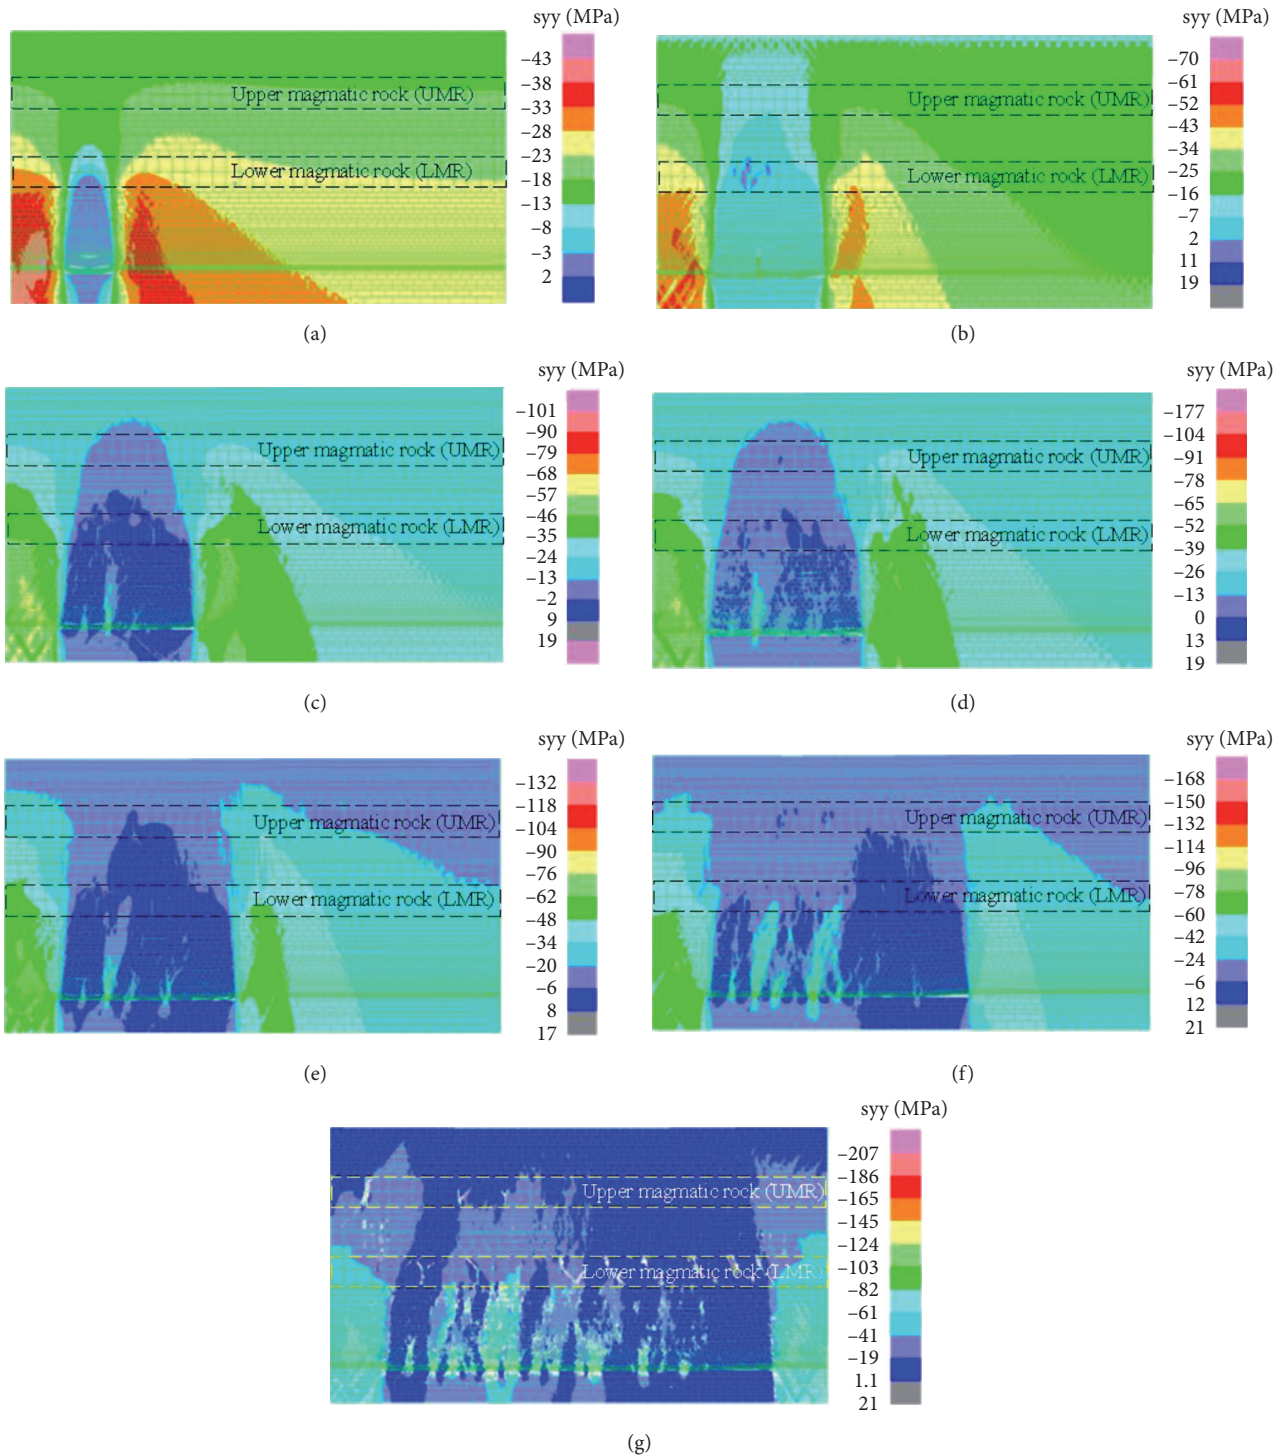 syy (MPa)
−43
−38
−33
−28
−23
−18
−13
−8
−3
2
Upper magmatic rock (UMR)
Lower magmatic rock (LMR)
(a)
syy (MPa)
−70
−61
−52
−43
−34
−25
−16
−7
2
11
19
Upper magmatic rock (UMR)
Lower magmatic rock (LMR)
(b)
syy (MPa)
−101
−90
−79
−68
−57
−46
−35
−24
−13
−2
9
19
Upper magmatic rock (UMR)
Lower magmatic rock (LMR)
(c)
syy (MPa)
−177
−104
−91
−78
−65
−52
−39
−26
−13
0
13
19
Upper magmatic rock (UMR)
Lower magmatic rock (LMR)
(d)
syy (MPa)
−132
−118
−104
−90
−76
−62
−48
−34
−20
−6
8
17
Upper magmatic rock (UMR)
Lower magmatic rock (LMR)
(e)
syy (MPa)
−168
−150
−132
−114
−96
−78
−60
−42
−24
−6
12
21
Upper magmatic rock (UMR)
Lower magmatic rock (LMR)
(f)
syy (MPa)
−207
−186
−165
−145
−124
−103
−82
−61
−41
−19
1.1
21
Upper magmatic rock (UMR)
Lower magmatic rock (LMR)
(g)